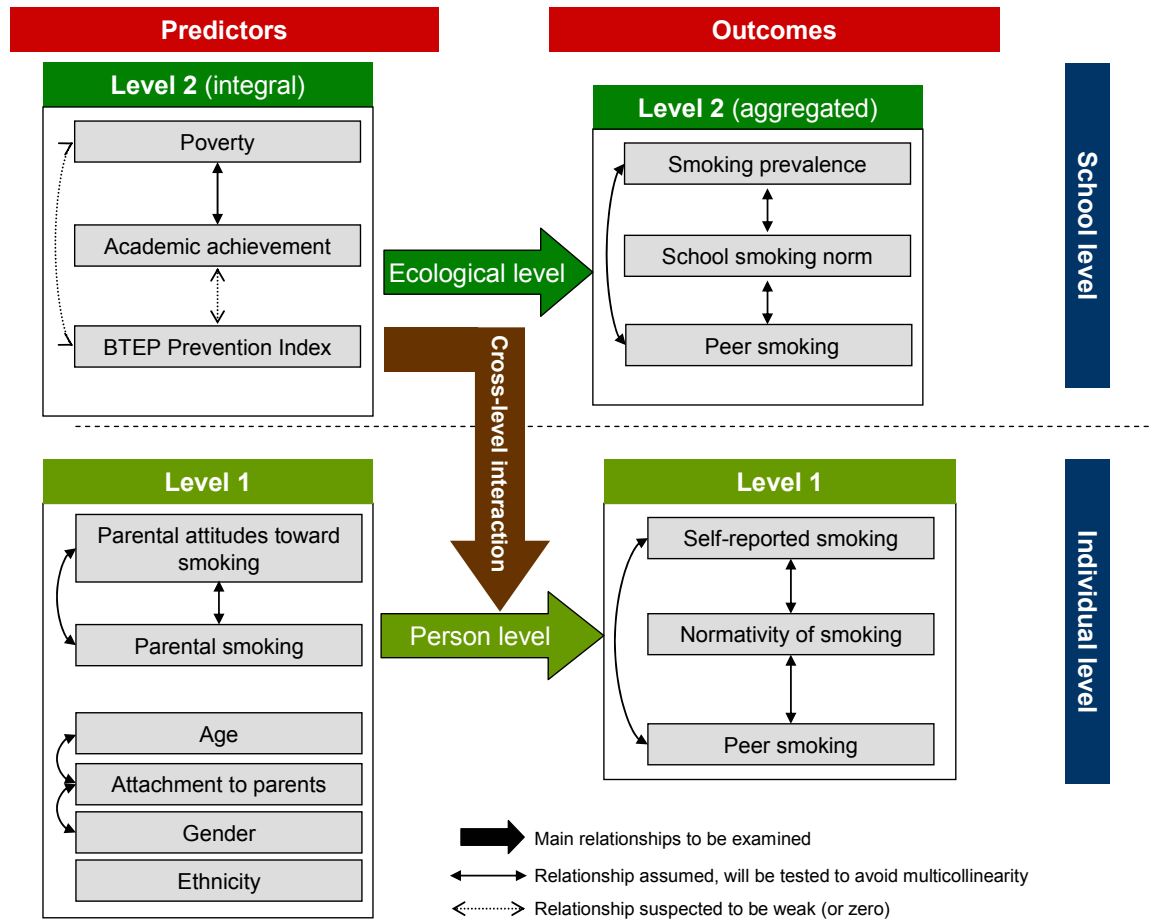 Predictors
Outcomes
Level 2 (integral)
Poverty
Academic achievement
BTEP Prevention Index
Ecological level
Level 2 (aggregated)
Smoking prevalence
School smoking norm
Peer smoking
School level
Cross-level interaction
Level 1
Parental attitudes toward
smoking
Parental smoking
Age
Attachment to parents
Gender
Ethnicity
Person level
Level 1
Self-reported smoking
Normativity of smoking
Peer smoking
Individual level
Main relationships to be examined
Relationship assumed, will be tested to avoid multicollinearity
Relationship suspected to be weak (or zero)